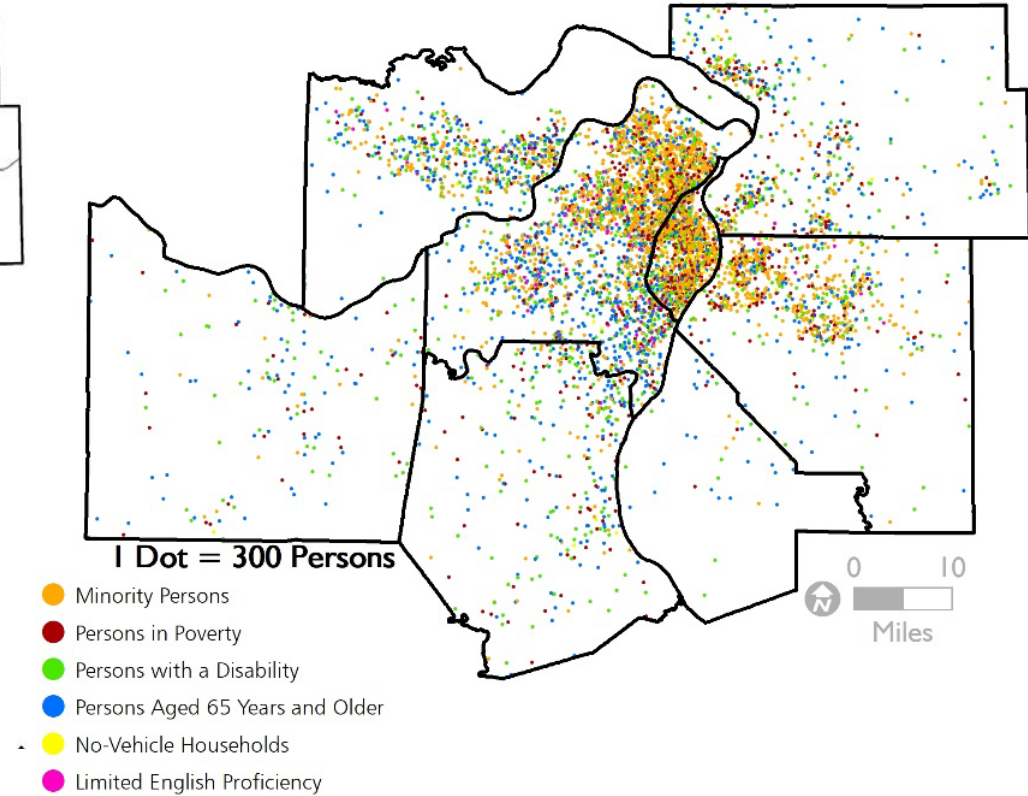 1 Dot = 300 Persons
Minority Persons
Persons in Poverty
Persons with a Disability
Persons Aged 65 Years and Older
No-Vehicle Households
Limited English Proficiency
N
0 10
Miles